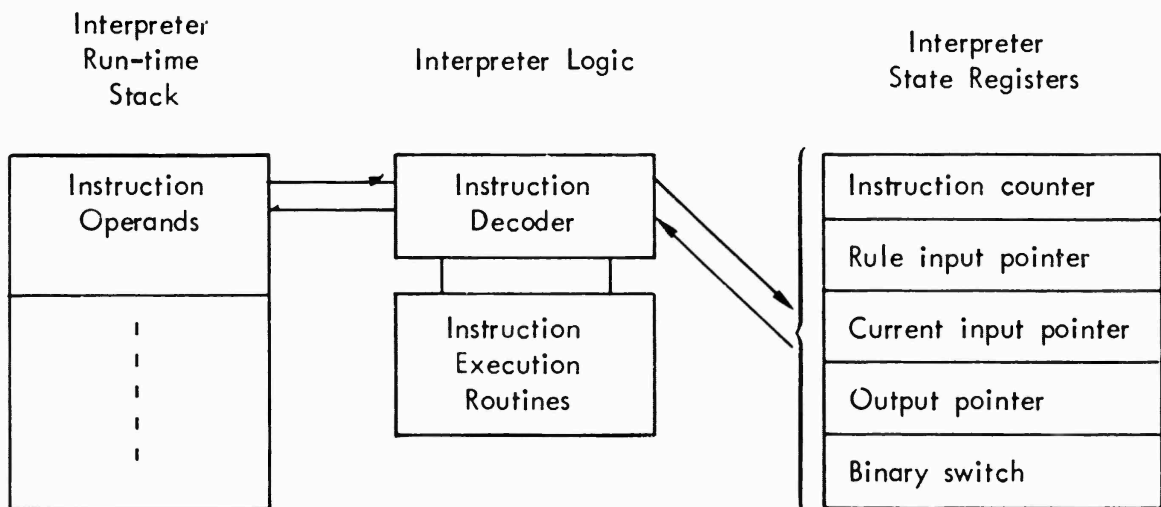 Interpreter
Run-time
Stack
Interpreter Logic
Interpreter
State Registers
Instruction
Operands
Instruction
Decoder
Instruction
Execution
Routines
Instruction counter
Rule input pointer
Current input pointer
Output pointer
Binary switch